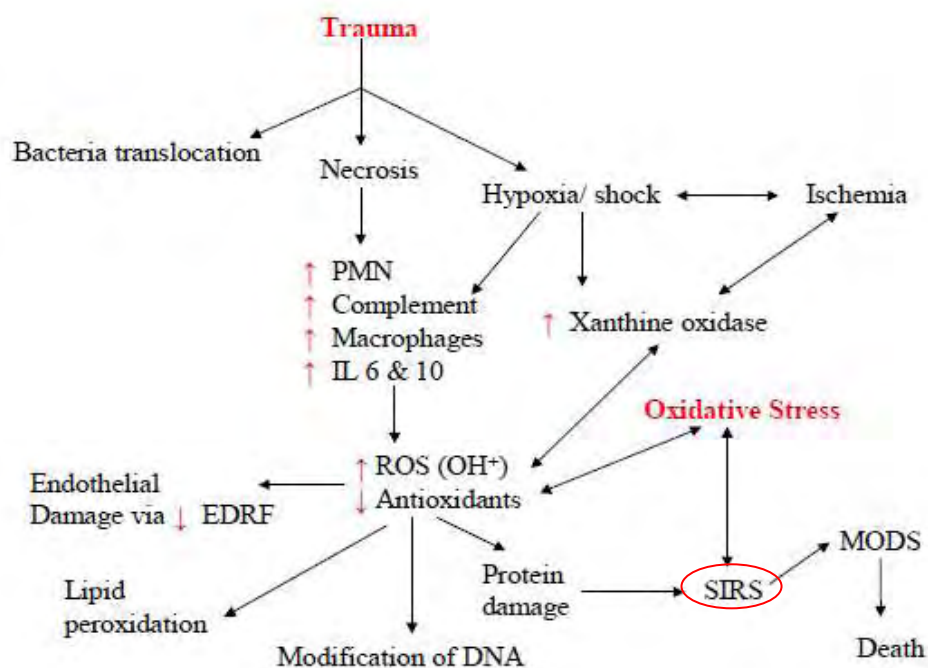 Trauma
Bacteria translocation
Necrosis
Hypoxia/ shock
Ischemia
↑ PMN
↑ Complement
↑ Macrophages
↑ IL 6 & 10
↑ Xanthine oxidase
Oxidative Stress
↑ ROS (OH⁺)
↓ Antioxidants
Endothelial
Damage via ↓ EDRF
Lipid
peroxidation
Modification of DNA
Protein
damage
SIRS
MODS
Death